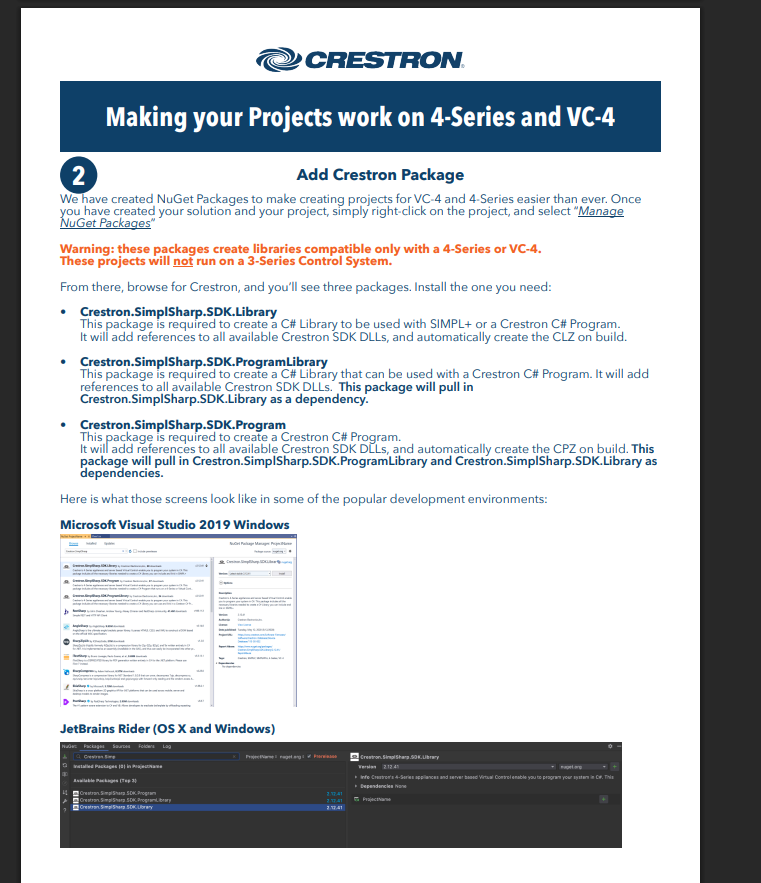 CRESTRON
Making your Projects work on 4-Series and VC-4
2
Add Crestron Package
We have created NuGet Packages to make creating projects for VC-4 and 4-Series easier than ever. Once
you have created your solution and your project, simply right-click on the project, and select “Manage
NuGet Packages”
Warning: these packages create libraries compatible only with a 4-Series or VC-4.
These projects will not run on a 3-Series Control System.
From there, browse for Crestron, and you’ll see three packages. Install the one you need:
• Crestron.SimplSharp.SDK.Library
This package is required to create a C# Library to be used with SIMPL+ or a Crestron C# Program.
It will add references to all available Crestron SDK DLLs, and automatically create the CLZ on build.
• Crestron.SimplSharp.SDK.ProgramLibrary
This package is required to create a C# Library that can be used with a Crestron C# Program. It will add
references to all available Crestron SDK DLLs. This package will pull in
Crestron.SimplSharp.SDK.Library as a dependency.
• Crestron.SimplSharp.SDK.Program
This package is required to create a Crestron C# Program.
It will add references to all available Crestron SDK DLLs, and automatically create the CPZ on build. This
package will pull in Crestron.SimplSharp.SDK.ProgramLibrary and Crestron.SimplSharp.SDK.Library as
dependencies.
Here is what those screens look like in some of the popular development environments:
Microsoft Visual Studio 2019 Windows
NuGet Package Manager: ProjectName
Crestron.SimplSharp.SDK.Library
Crestron.SimplSharp.SDK.Program
Crestron.SimplSharp.SDK.ProgramLibrary
JetBrains Rider (OS X and Windows)
NuGet: Packages Sources Folders Log
Crestron.Simp ProjectName nuget.org Prerelease
Installed Packages (0) in ProjectName
Available Packages (Top 3)
Crestron.SimplSharp.SDK.Program 2.12.41
Crestron.SimplSharp.SDK.ProgramLibrary 2.12.41
Crestron.SimplSharp.SDK.Library 2.12.41
Crestron.SimplSharp.SDK.Library
Version 2.12.41 nuget.org
Info Crestron's 4-Series appliances and server based Virtual Control enable you to program your system in C#. This
Dependencies None
ProjectName